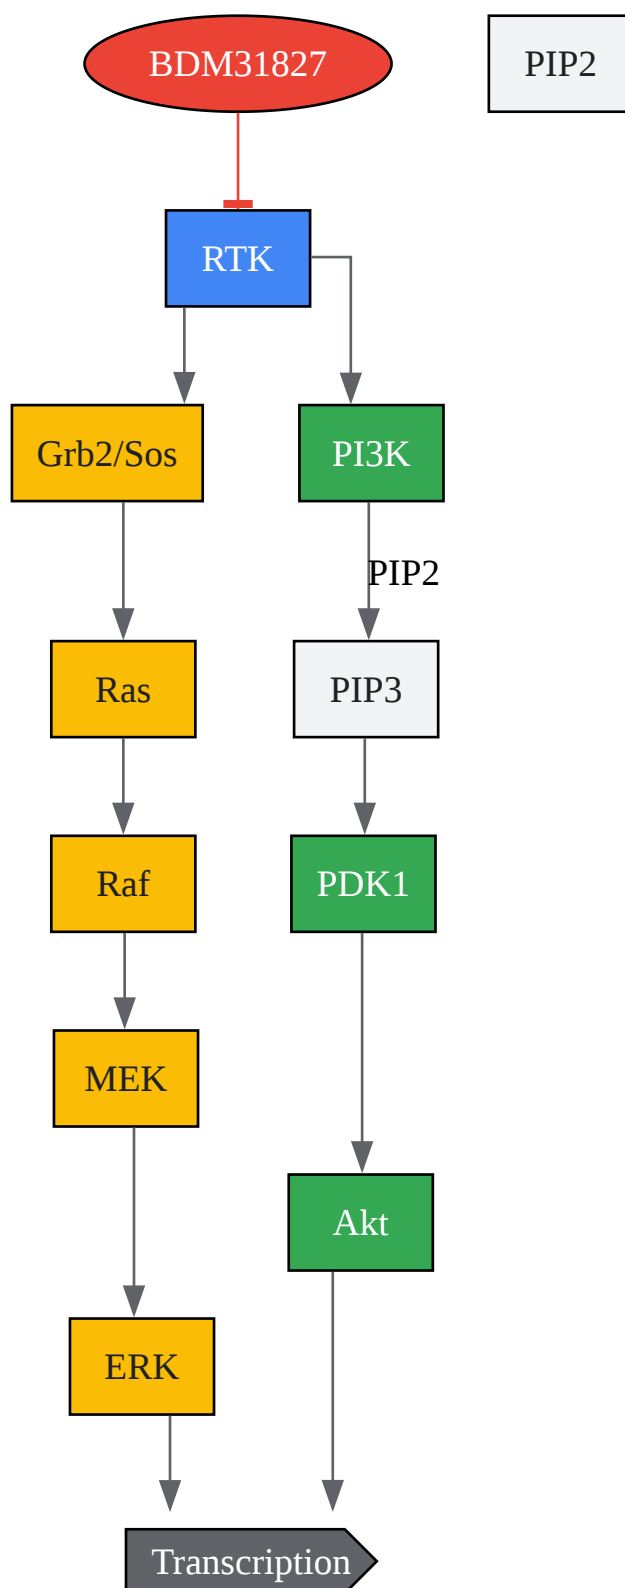 BDM31827
PIP2
RTK
Grb2/Sos
PI3K
PIP2
Ras
PIP3
Raf
PDK1
MEK
Akt
ERK
Transcription